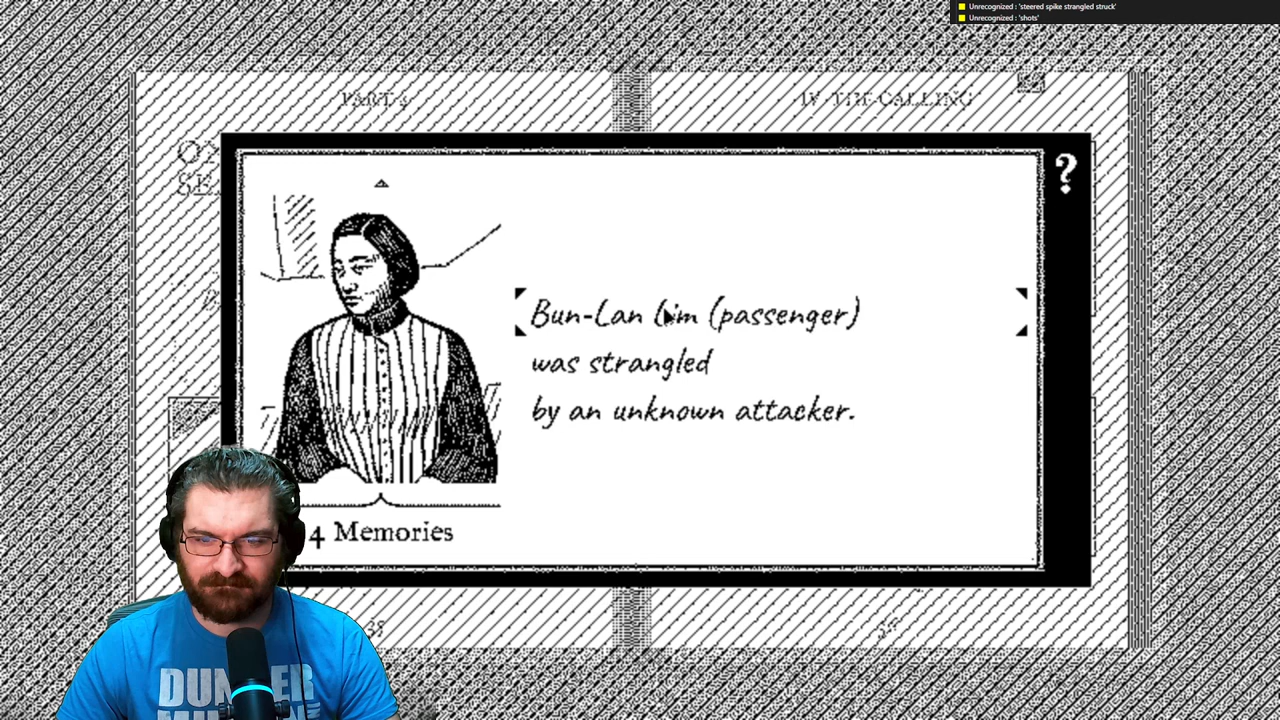 Unrecognized : 'steered spike strangled struck'
Unrecognized : 'shots'
PART 4
IV. THE CALLING
?
Bun-Lan Lim (passenger)
was strangled
by an unknown attacker.
4 Memories